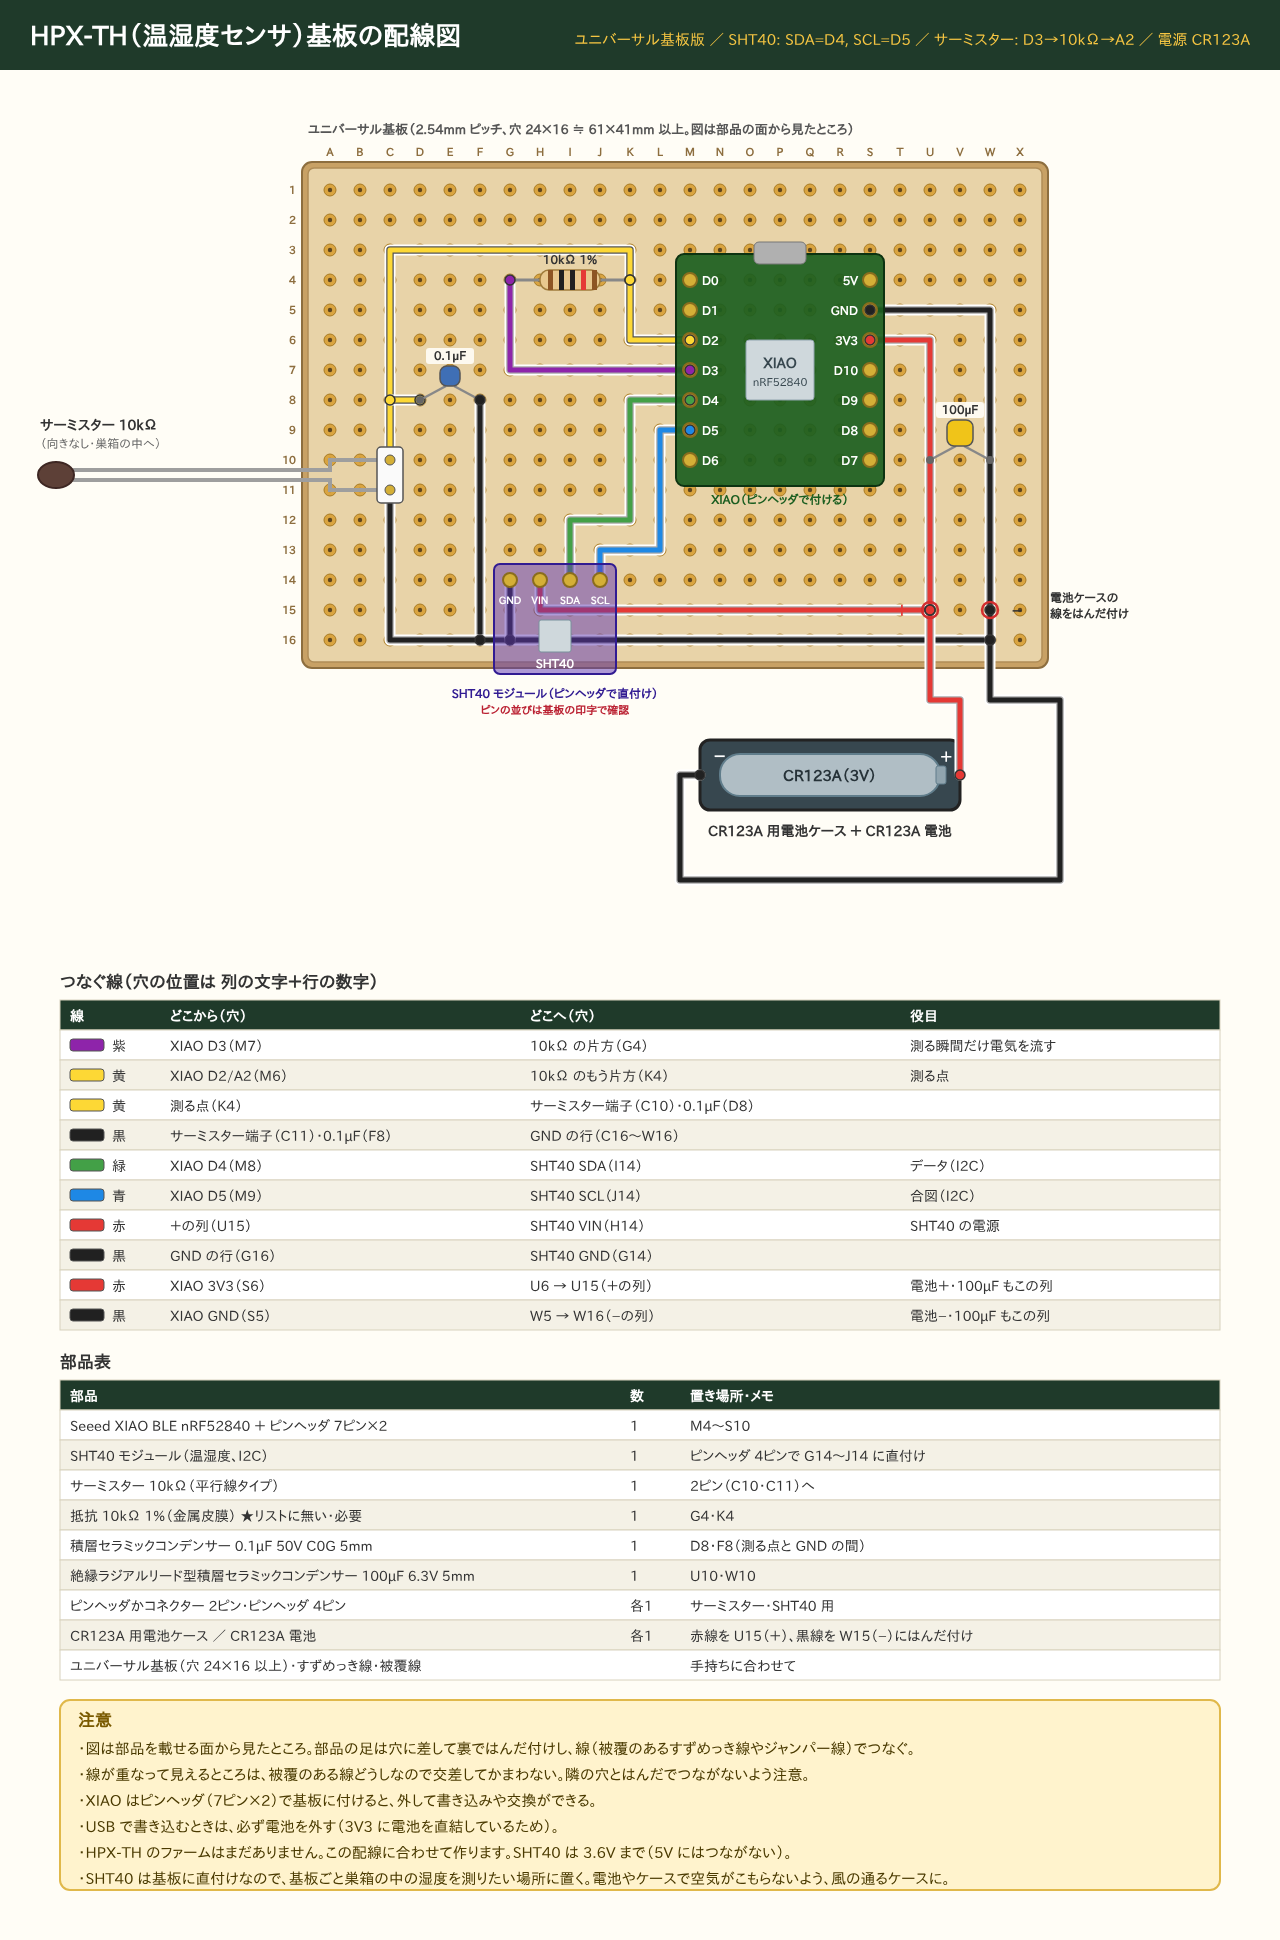 HPX-TH（温湿度センサ）基板の配線図
ユニバーサル基板版 ／ SHT40: SDA=D4, SCL=D5 ／ サーミスター: D3→10kΩ→A2 ／ 電源 CR123A
ユニバーサル基板（2.54mm ピッチ、穴 24×16 ≒ 61×41mm 以上。図は部品の面から見たところ）
A B C D E F G H I J K L M N O P Q R S T U V W X
1
2
3
10kΩ 1%
4
D0 5V
5
D1 GND
6
D2 3V3
XIAO
nRF52840
0.1µF
7
D3 D10
8
D4 D9
100µF
サーミスター 10kΩ
（向きなし・巣箱の中へ）
9
D5 D8
10
D6 D7
11
XIAO（ピンヘッダで付ける）
12
13
14
GND VIN SDA SCL
15
電池ケースの
線をはんだ付け
16
SHT40
SHT40 モジュール（ピンヘッダで直付け）
ピンの並びは基板の印字で確認
− +
CR123A（3V）
CR123A 用電池ケース ＋ CR123A 電池
つなぐ線（穴の位置は 列の文字＋行の数字）
線 どこから（穴） どこへ（穴） 役目
紫 XIAO D3（M7） 10kΩ の片方（G4） 測る瞬間だけ電気を流す
黄 XIAO D2/A2（M6） 10kΩ のもう片方（K4） 測る点
黄 測る点（K4） サーミスター端子（C10）・0.1µF（D8）
黒 サーミスター端子（C11）・0.1µF（F8） GND の行（C16〜W16）
緑 XIAO D4（M8） SHT40 SDA（I14） データ（I2C）
青 XIAO D5（M9） SHT40 SCL（J14） 合図（I2C）
赤 ＋の列（U15） SHT40 VIN（H14） SHT40 の電源
黒 GND の行（G16） SHT40 GND（G14）
赤 XIAO 3V3（S6） U6 → U15（＋の列） 電池＋・100µF もこの列
黒 XIAO GND（S5） W5 → W16（−の列） 電池−・100µF もこの列
部品表
部品 数 置き場所・メモ
Seeed XIAO BLE nRF52840 ＋ ピンヘッダ 7ピン×2 1 M4〜S10
SHT40 モジュール（温湿度、I2C） 1 ピンヘッダ 4ピンで G14〜J14 に直付け
サーミスター 10kΩ（平行線タイプ） 1 2ピン（C10・C11）へ
抵抗 10kΩ 1%（金属皮膜） ★リストに無い・必要 1 G4・K4
積層セラミックコンデンサー 0.1µF 50V C0G 5mm 1 D8・F8（測る点と GND の間）
絶縁ラジアルリード型積層セラミックコンデンサー 100µF 6.3V 5mm 1 U10・W10
ピンヘッダかコネクター 2ピン・ピンヘッダ 4ピン 各1 サーミスター・SHT40 用
CR123A 用電池ケース ／ CR123A 電池 各1 赤線を U15（＋）、黒線を W15（−）にはんだ付け
ユニバーサル基板（穴 24×16 以上）・すずめっき線・被覆線 手持ちに合わせて
注意
・図は部品を載せる面から見たところ。部品の足は穴に差して裏ではんだ付けし、線（被覆のあるすずめっき線やジャンパー線）でつなぐ。
・線が重なって見えるところは、被覆のある線どうしなので交差してかまわない。隣の穴とはんだでつながないよう注意。
・XIAO はピンヘッダ（7ピン×2）で基板に付けると、外して書き込みや交換ができる。
・USB で書き込むときは、必ず電池を外す（3V3 に電池を直結しているため）。
・HPX-TH のファームはまだありません。この配線に合わせて作ります。SHT40 は 3.6V まで（5V にはつながない）。
・SHT40 は基板に直付けなので、基板ごと巣箱の中の湿度を測りたい場所に置く。電池やケースで空気がこもらないよう、風の通るケースに。